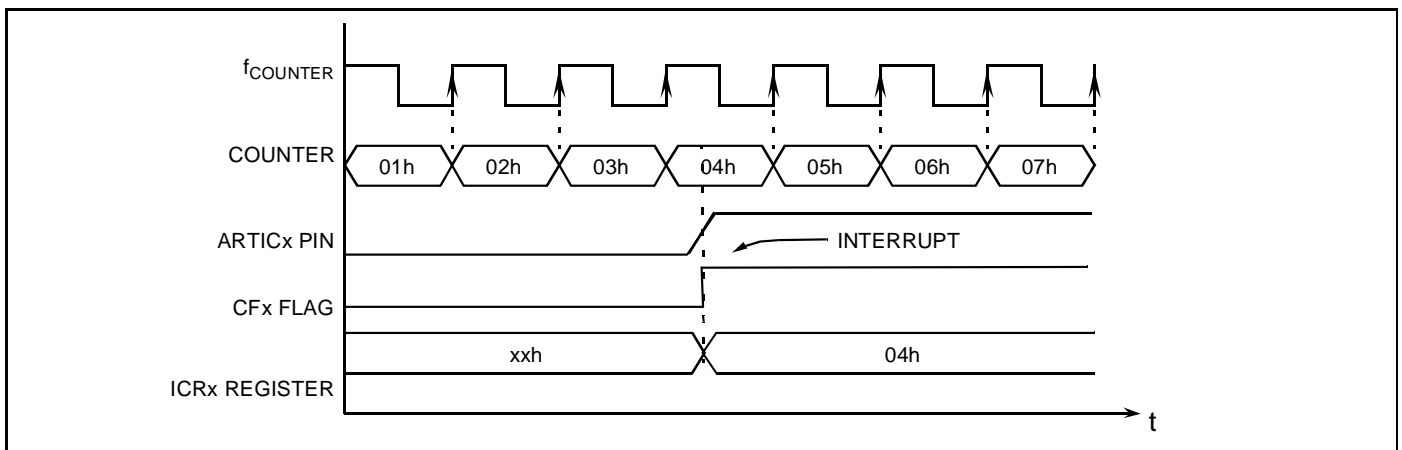 fCOUNTER
COUNTER 01h 02h 03h 04h 05h 06h 07h
ARTICx PIN INTERRUPT
CFx FLAG
xxh 04h
ICRx REGISTER
t